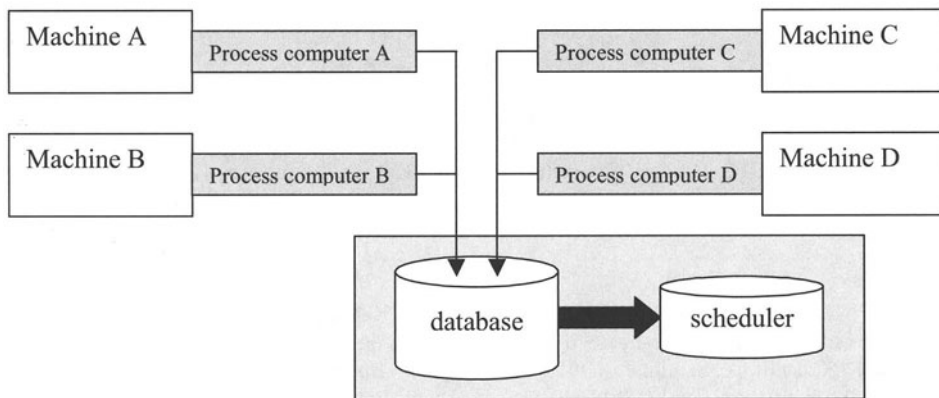 Machine A
Process computer A
Process computer C
Machine C
Machine B
Process computer B
Process computer D
Machine D
database
scheduler